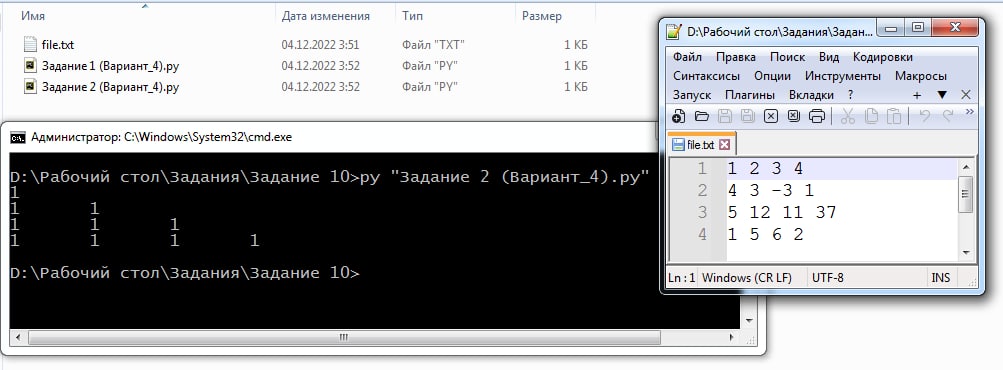 Имя Дата изменения Тип Размер
file.txt 04.12.2022 3:51 Файл "TXT" 1 КБ
Задание 1 (Вариант_4).py 04.12.2022 3:52 Файл "PY" 1 КБ
Задание 2 (Вариант_4).py 04.12.2022 3:52 Файл "PY" 1 КБ
Администратор: C:\Windows\System32\cmd.exe
D:\Рабочий стол\Задания\Задание 10>py "Задание 2 (Вариант_4).py"
1
1 1
1 1 1
1 1 1 1
D:\Рабочий стол\Задания\Задание 10>
D:\Рабочий стол\Задания\Задан...
Файл Правка Поиск Вид Кодировки
Синтаксисы Опции Инструменты Макросы
Запуск Плагины Вкладки ? + ▼ X
file.txt
1 1 2 3 4
2 4 3 -3 1
3 5 12 11 37
4 1 5 6 2
Ln : 1 Windows (CR LF) UTF-8 INS